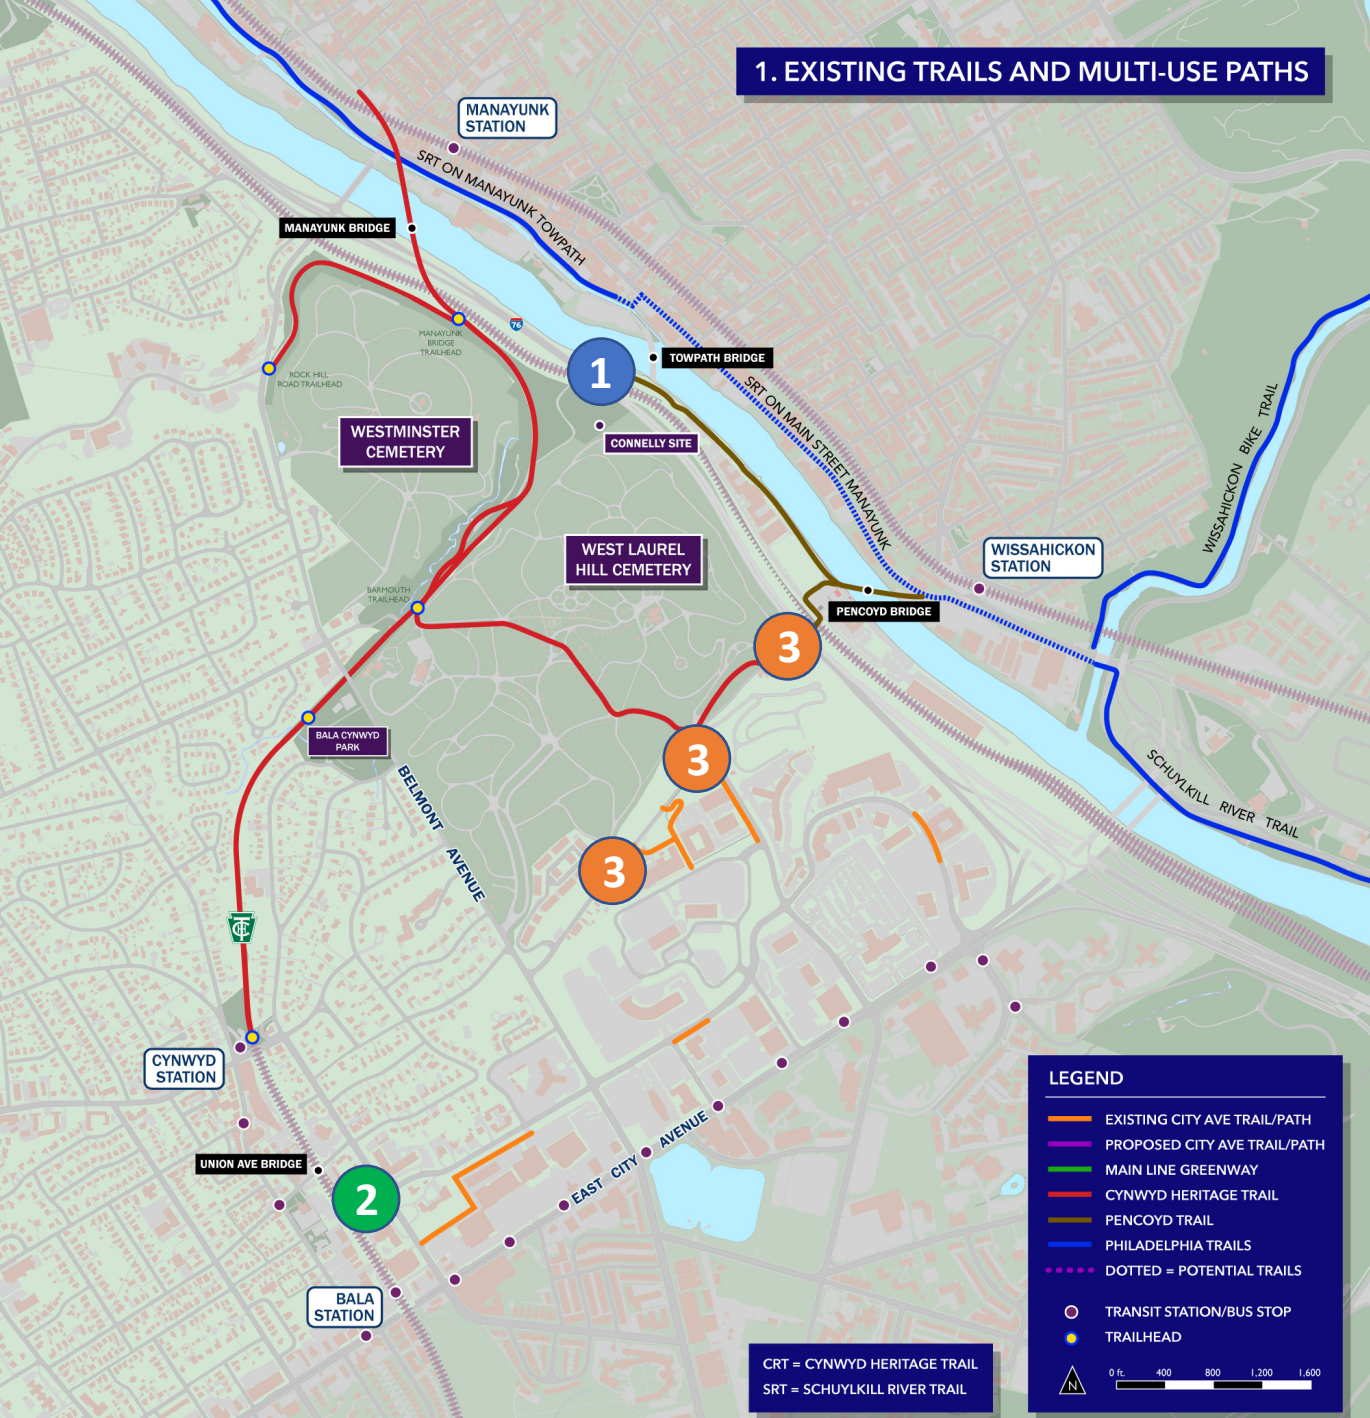 1. EXISTING TRAILS AND MULTI-USE PATHS
MANAYUNK
STATION
SRT ON MANAYUNK TOWPATH
MANAYUNK BRIDGE
76
MANAYUNK
BRIDGE
TRAILHEAD
ROCK HILL
ROAD TRAILHEAD
1
TOWPATH BRIDGE
SRT ON MAIN STREET MANAYUNK
WISSAHICKON BIKE TRAIL
WESTMINSTER
CEMETERY
CONNELLY SITE
WEST LAUREL
HILL CEMETERY
WISSAHICKON
STATION
BARMOUTH
TRAILHEAD
PENCOYD BRIDGE
3
BALA CYNWYD
PARK
3
BELMONT AVENUE
SCHUYLKILL RIVER TRAIL
3
CYNWYD
STATION
UNION AVE BRIDGE
2
EAST CITY AVENUE
BALA
STATION
LEGEND
EXISTING CITY AVE TRAIL/PATH
PROPOSED CITY AVE TRAIL/PATH
MAIN LINE GREENWAY
CYNWYD HERITAGE TRAIL
PENCOYD TRAIL
PHILADELPHIA TRAILS
DOTTED = POTENTIAL TRAILS
TRANSIT STATION/BUS STOP
TRAILHEAD
N
0 ft. 400 800 1,200 1,600
CRT = CYNWYD HERITAGE TRAIL
SRT = SCHUYLKILL RIVER TRAIL